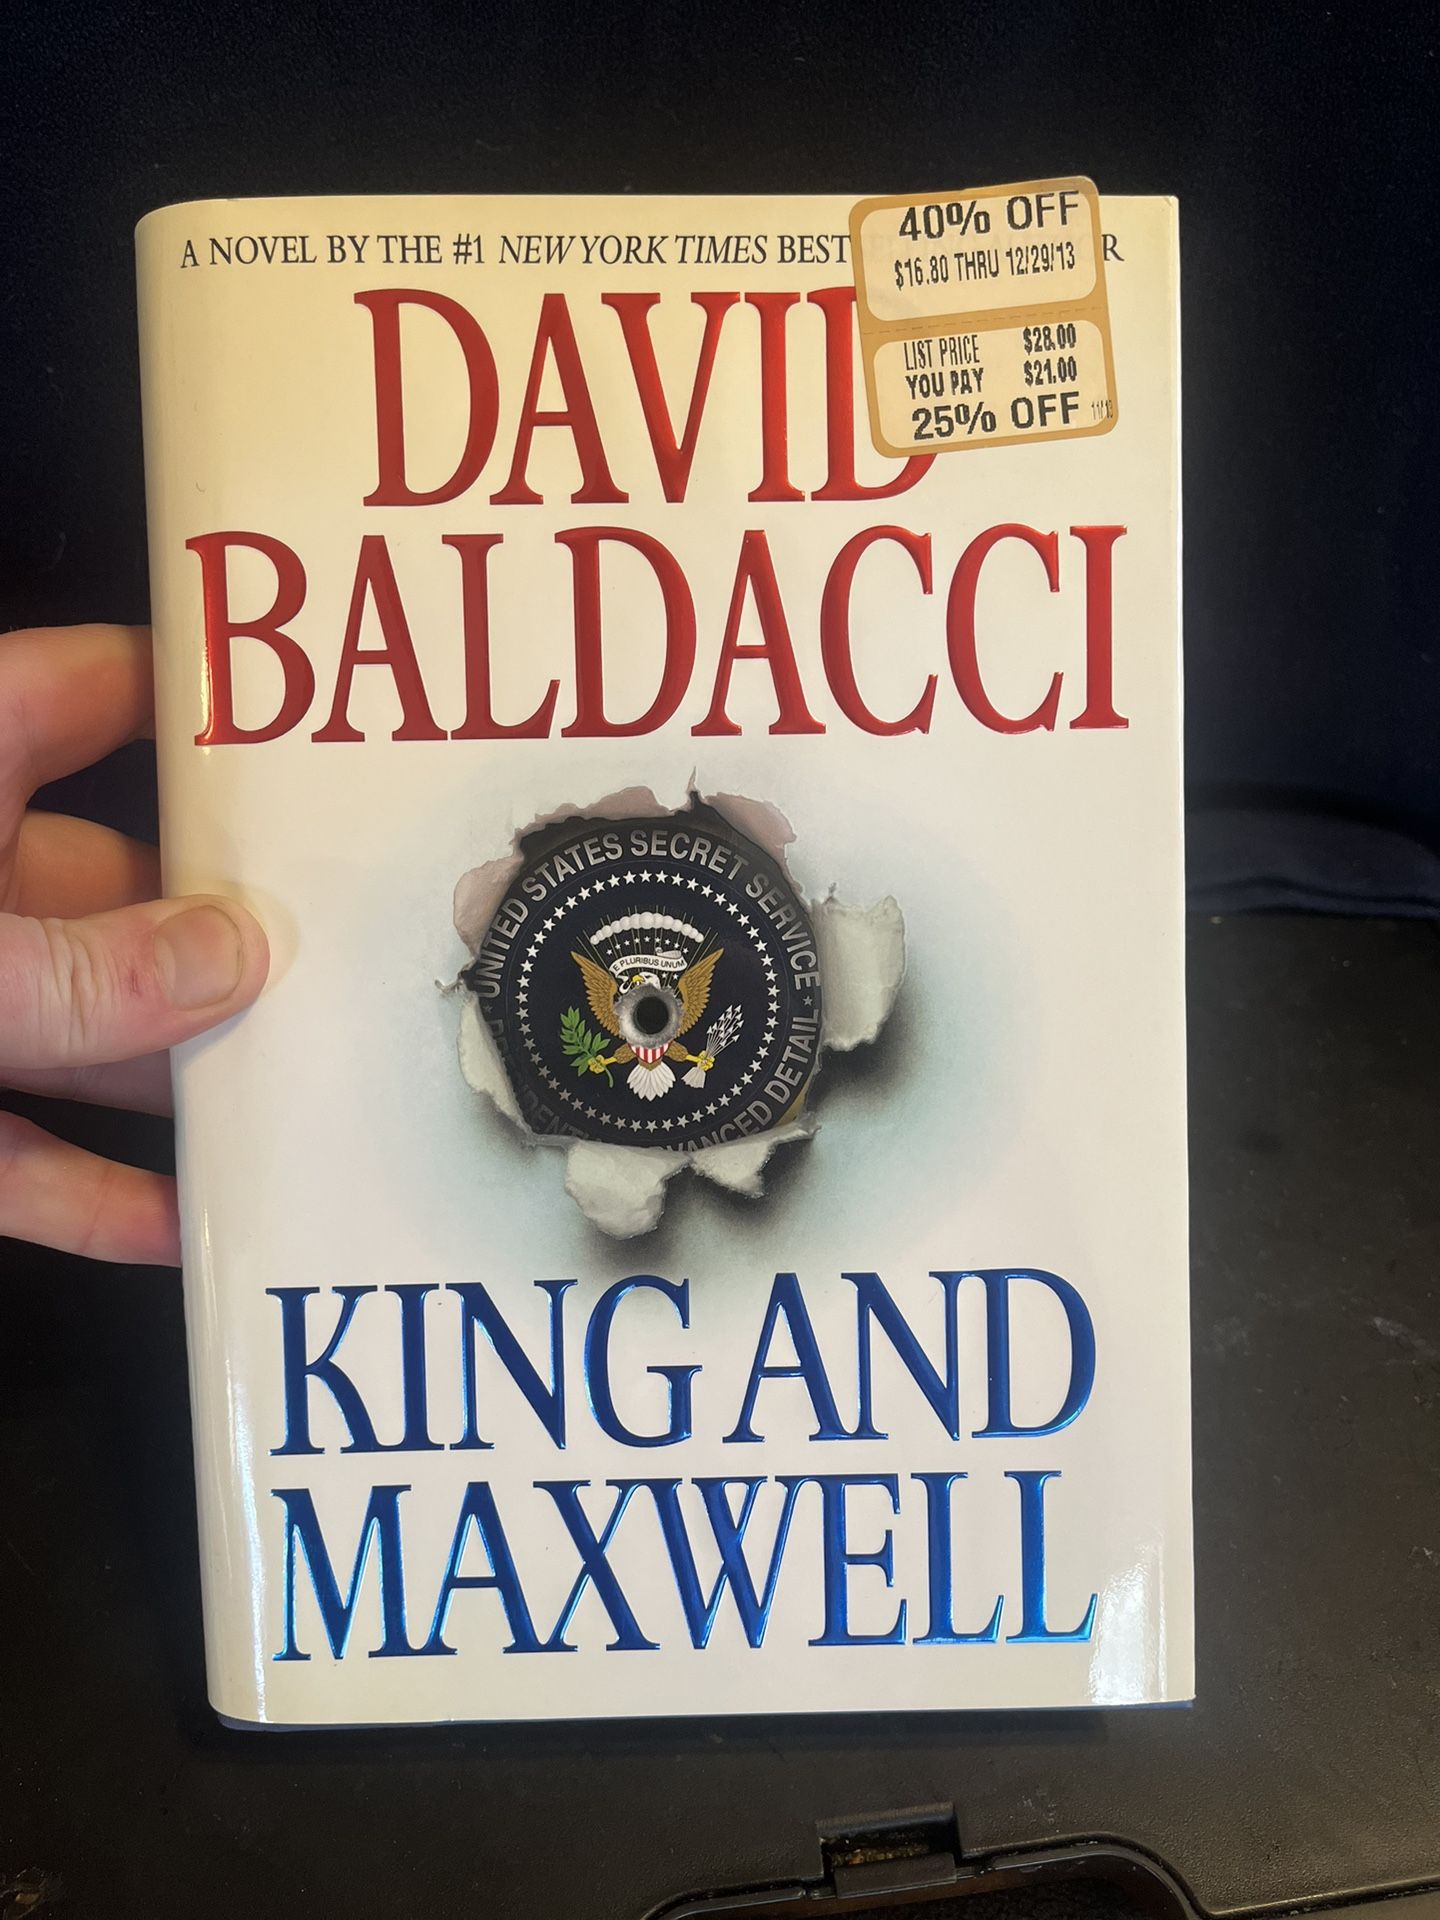 A NOVEL BY THE #1 NEW YORK TIMES
40% OFF
$16.80 THRU 12/29/13
LIST PRICE $28.00
YOU PAY $21.00
25% OFF
DAVID
BALDACCI
UNITED STATES SECRET SERVICE
E PLURIBUS UNUM
DETAIL
KING AND
MAXWELL